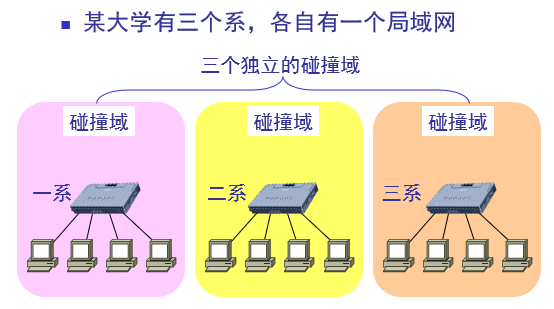 某大学有三个系，各自有一个局域网
三个独立的碰撞域
碰撞域
碰撞域
碰撞域
一系
二系
三系